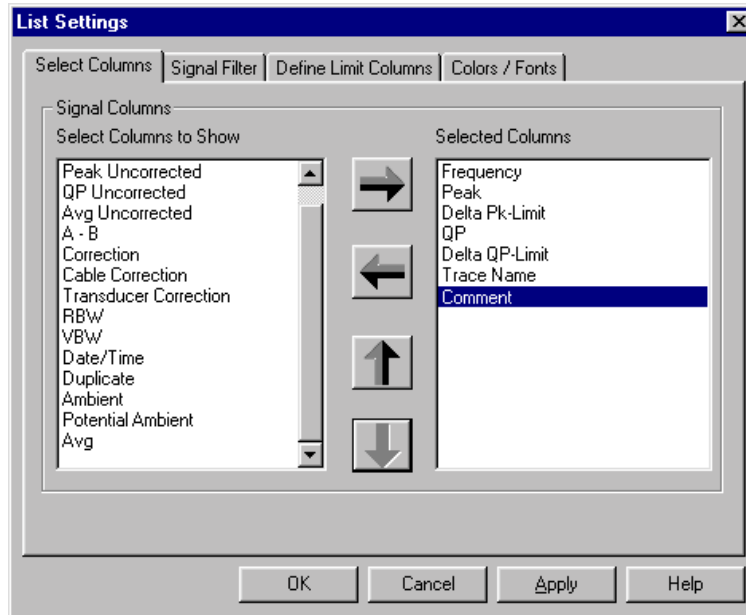 List Settings
Select Columns
Signal Filter
Define Limit Columns
Colors / Fonts
Signal Columns
Select Columns to Show
Peak Uncorrected
QP Uncorrected
Avg Uncorrected
A - B
Correction
Cable Correction
Transducer Correction
RBW
VBW
Date/Time
Duplicate
Ambient
Potential Ambient
Avg
Selected Columns
Frequency
Peak
Delta Pk-Limit
QP
Delta QP-Limit
Trace Name
Comment
OK
Cancel
Apply
Help